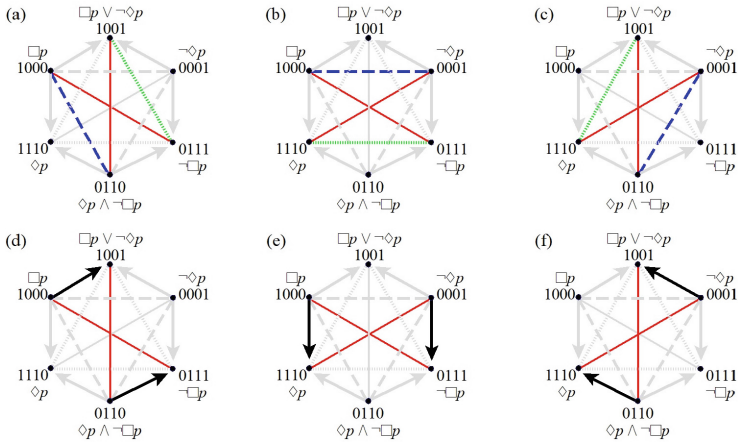 (a) □p ∨ ¬◇p (b) □p ∨ ¬◇p (c) □p ∨ ¬◇p
1001 1001 1001
□p ¬◇p □p ¬◇p □p ¬◇p
1000 0001 1000 0001 1000 0001
1110 0111 1110 0111 1110 0111
◇p ¬□p ◇p ¬□p ◇p ¬□p
0110 0110 0110
◇p ∧ ¬□p ◇p ∧ ¬□p ◇p ∧ ¬□p
(d) □p ∨ ¬◇p (e) □p ∨ ¬◇p (f) □p ∨ ¬◇p
1001 1001 1001
□p ¬◇p □p ¬◇p □p ¬◇p
1000 0001 1000 0001 1000 0001
1110 0111 1110 0111 1110 0111
◇p ¬□p ◇p ¬□p ◇p ¬□p
0110 0110 0110
◇p ∧ ¬□p ◇p ∧ ¬□p ◇p ∧ ¬□p